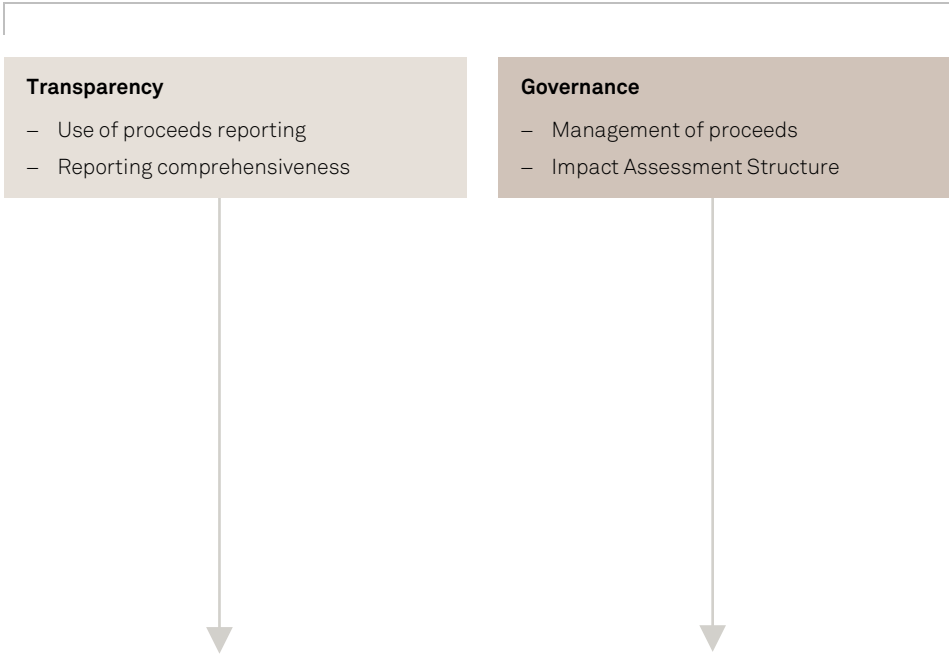 Transparency
– Use of proceeds reporting
– Reporting comprehensiveness
Governance
– Management of proceeds
– Impact Assessment Structure